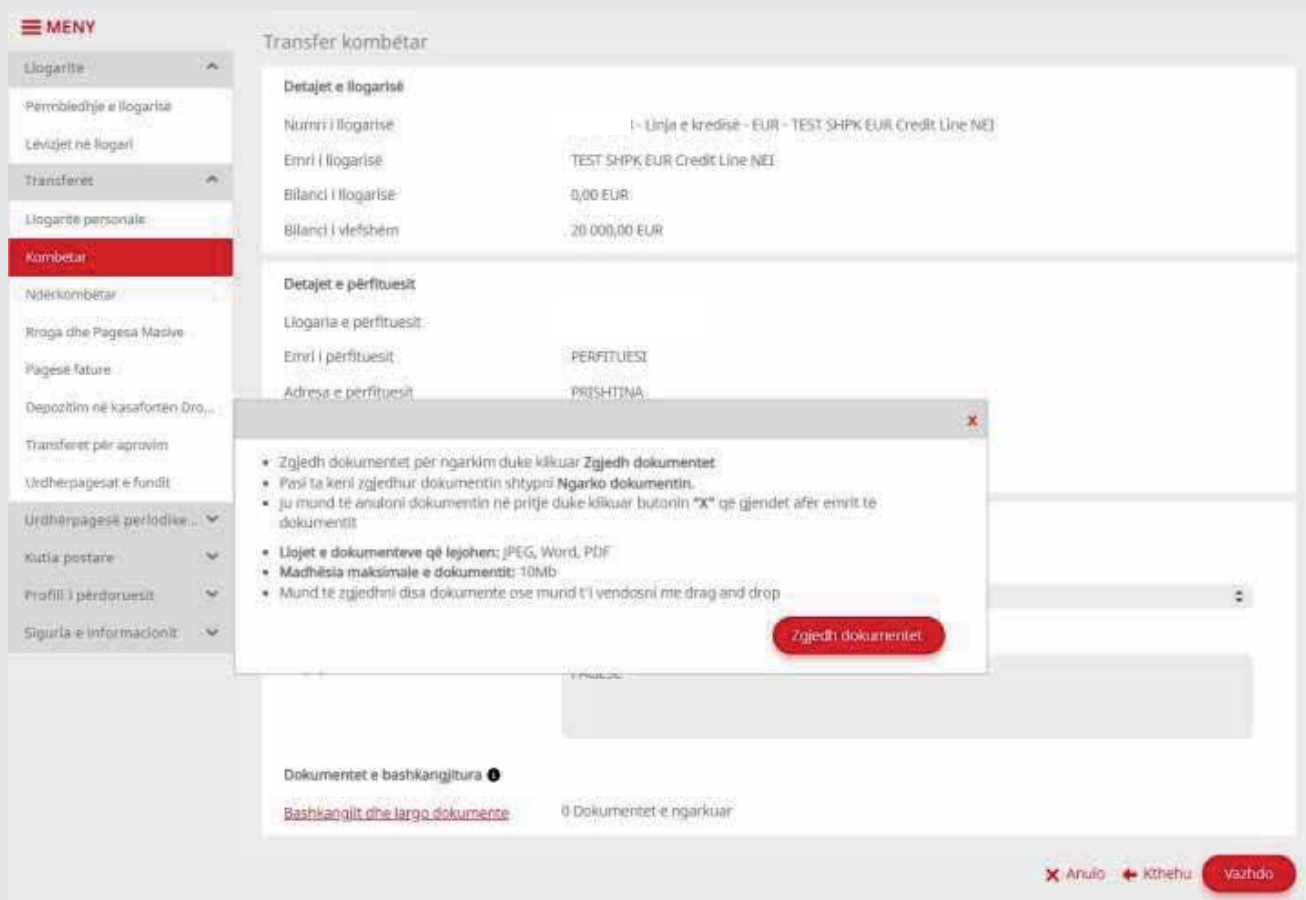 MENY
Llogaritë
Përmbledhje e llogarisë
Lëvizjet në llogari
Transferet
Llogaritë personale
Kombëtar
Ndërkombëtar
Rroga dhe Pagesa Masive
Pagesë fature
Depozitim në kasafortën Dro...
Transferet për aprovim
Urdhërpagesat e fundit
Urdhërpagesë periodike...
Kutia postare
Profili i përdoruesit
Siguria e informacionit
Transfer kombëtar
Detajet e llogarisë
Numri i llogarisë - Linja e kredisë - EUR - TEST SHPK EUR Credit Line NEI
Emri i llogarisë TEST SHPK EUR Credit Line NEI
Bilanci i llogarisë 0,00 EUR
Bilanci i vlefshëm 20 000,00 EUR
Detajet e përfituesit
Llogaria e përfituesit
Emri i përfituesit PERFITUESI
Adresa e përfituesit PRISHTINA
X
• Zgjedh dokumentet për ngarkim duke klikuar Zgjedh dokumentet
• Pasi ta keni zgjedhur dokumentin shtypni Ngarko dokumentin.
• Ju mund të anuloni dokumentin në pritje duke klikuar butonin "X" që gjendet afër emrit të
dokumentit
• Llojet e dokumenteve që lejohen: JPEG, Word, PDF
• Madhësia maksimale e dokumentit: 10Mb
• Mund të zgjedhni disa dokumente ose mund t'i vendosni me drag and drop
Zgjedh dokumentet
Dokumentet e bashkangjitura
Bashkangjit dhe largo dokumente 0 Dokumentet e ngarkuar
Anulo Kthehu Vazhdo